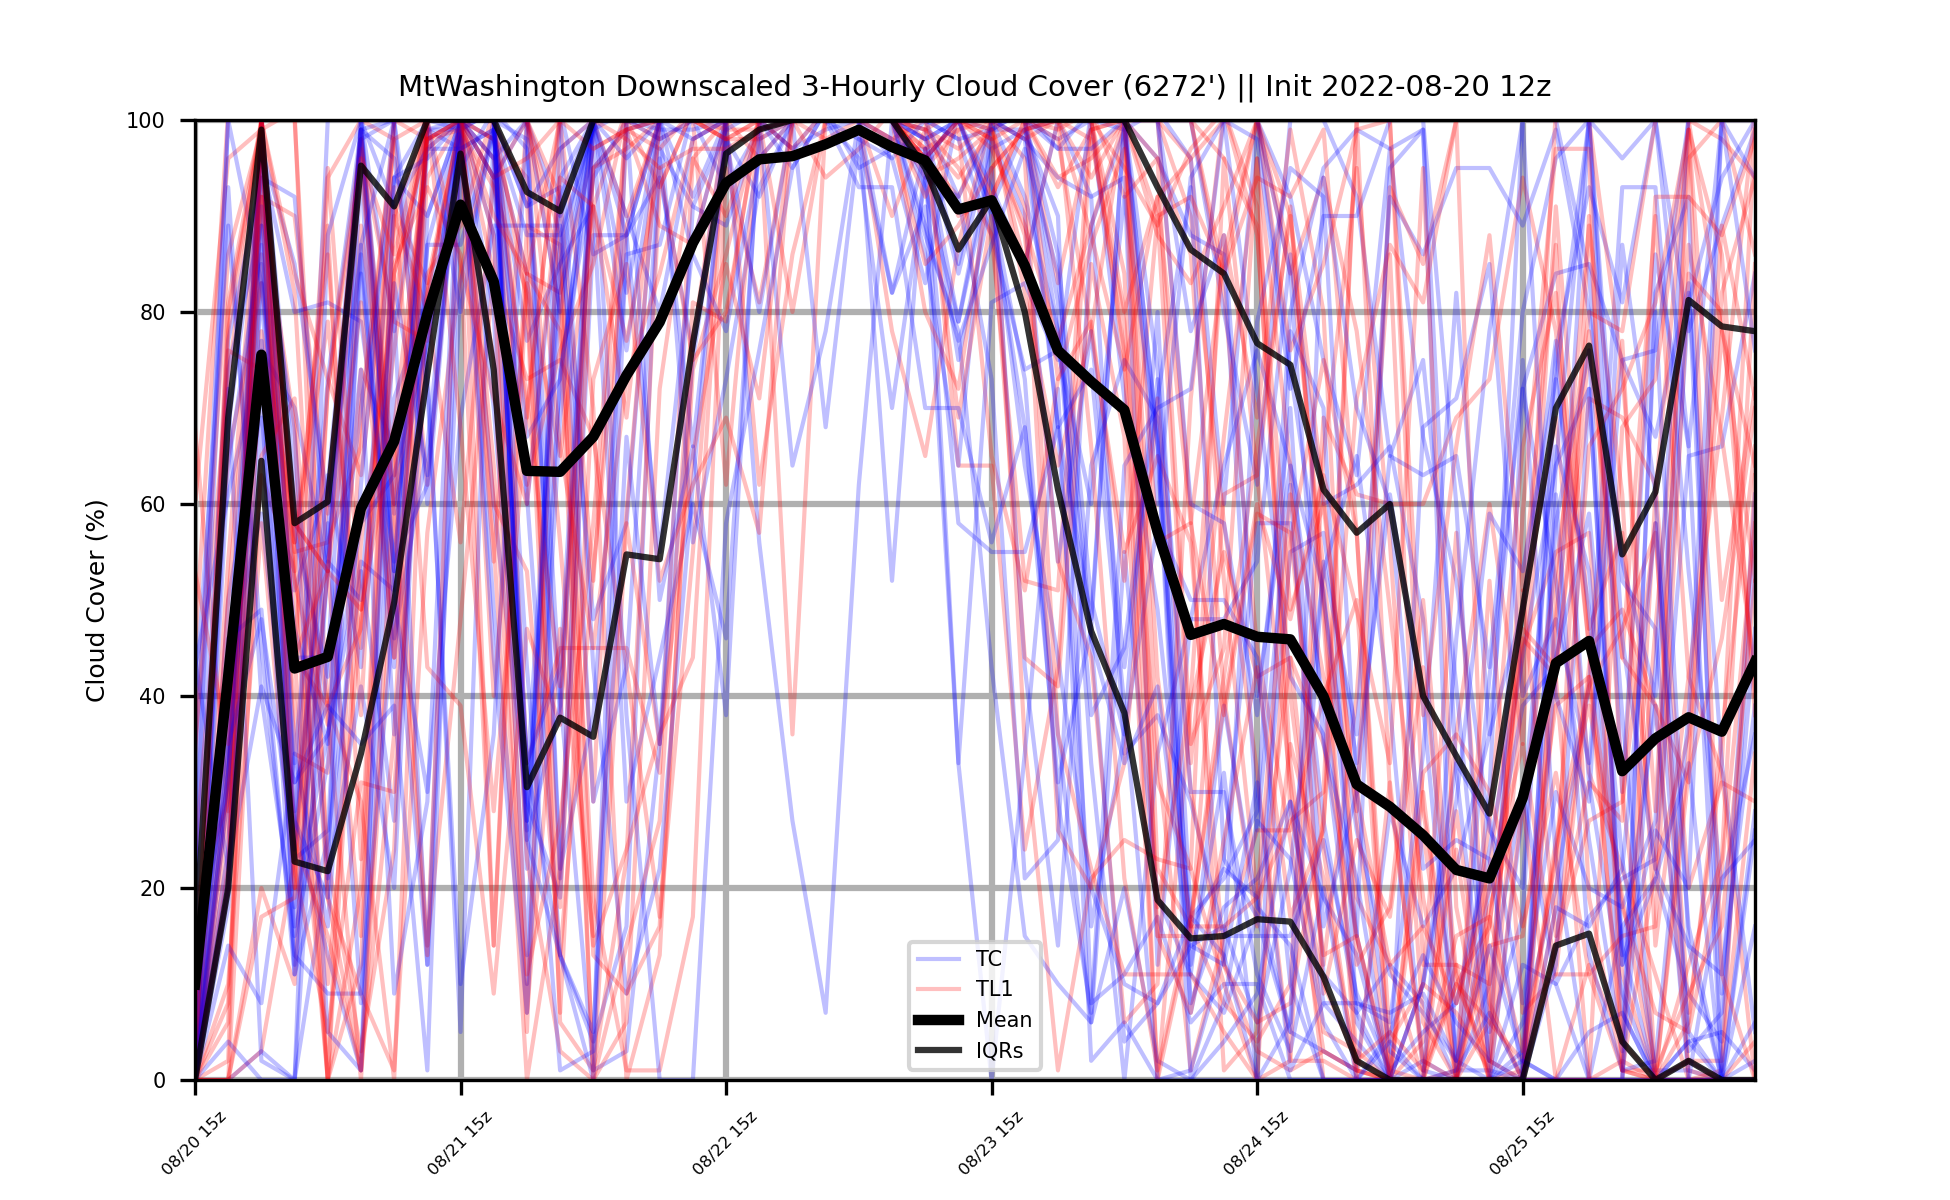 MtWashington Downscaled 3-Hourly Cloud Cover (6272') || Init 2022-08-20 12z
Cloud Cover (%)
100
80
60
40
20
0
TC
TL1
Mean
IQRs
08/20 15z
08/21 15z
08/22 15z
08/23 15z
08/24 15z
08/25 15z